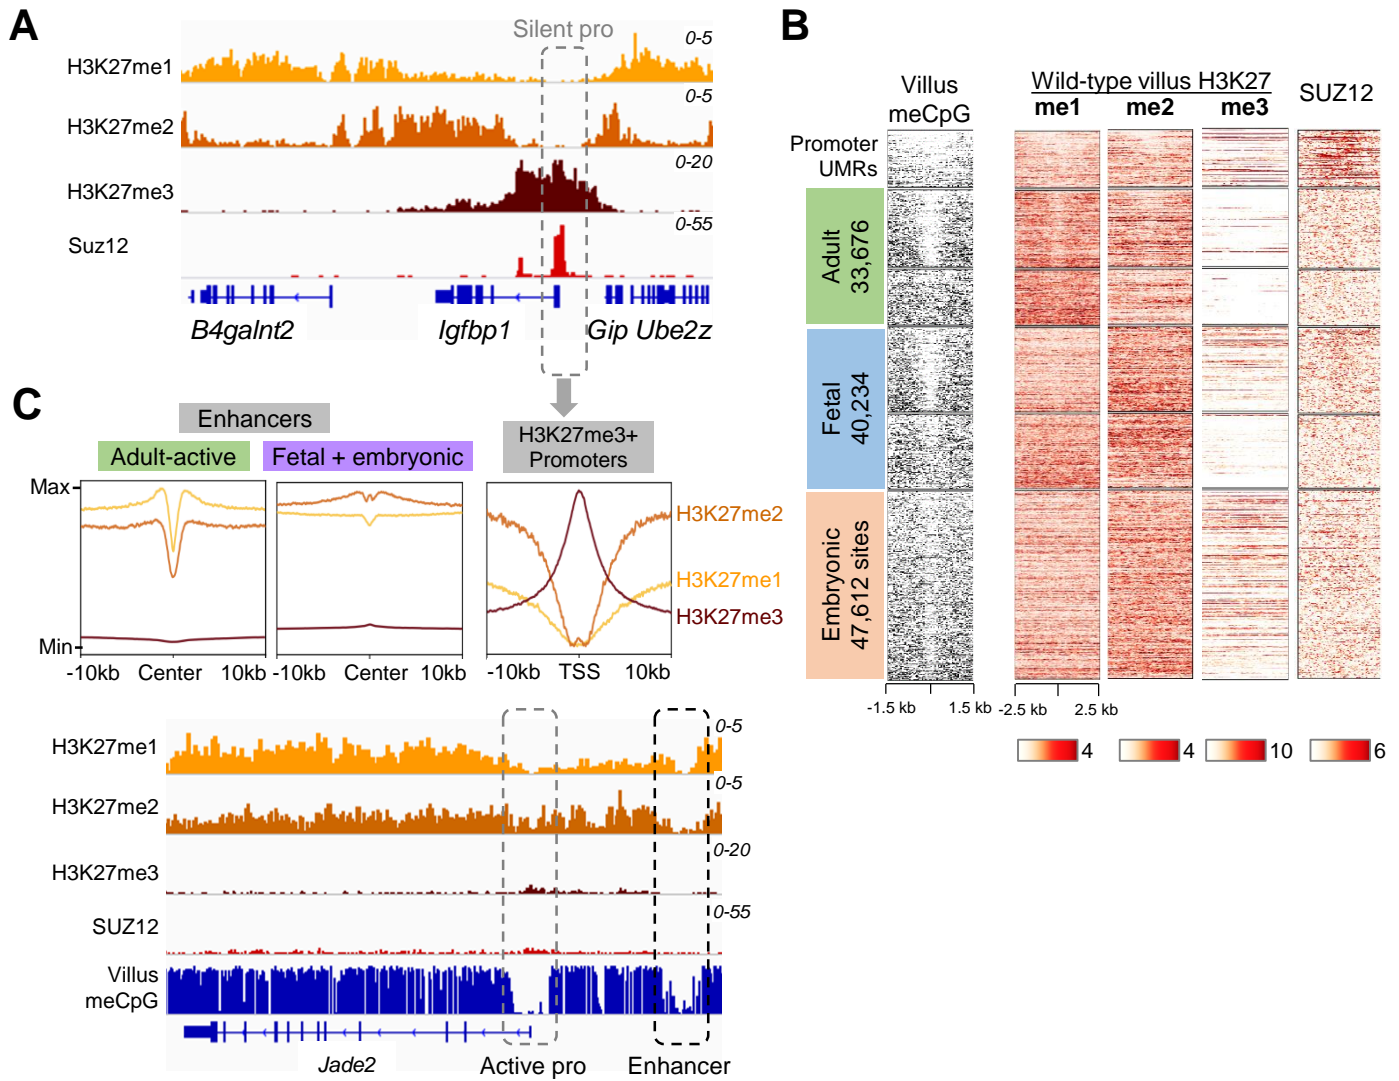 A
Silent pro
H3K27me1
0-5
H3K27me2
0-5
H3K27me3
0-20
Suz12
0-55
B4galnt2
Igfbp1
Gip Ube2z
B
Villus
meCpG
Wild-type villus H3K27
me1
me2
me3
SUZ12
Promoter
UMRs
Adult
33,676
Fetal
40,234
Embryonic
47,612 sites
-1.5 kb
1.5 kb
-2.5 kb
2.5 kb
4
4
10
6
C
Enhancers
Adult-active
Fetal + embryonic
H3K27me3+
Promoters
Max
Min
H3K27me2
H3K27me1
H3K27me3
-10kb
Center
10kb
-10kb
Center
10kb
-10kb
TSS
10kb
H3K27me1
0-5
H3K27me2
0-5
H3K27me3
0-20
SUZ12
0-55
Villus
meCpG
Jade2
Active pro
Enhancer